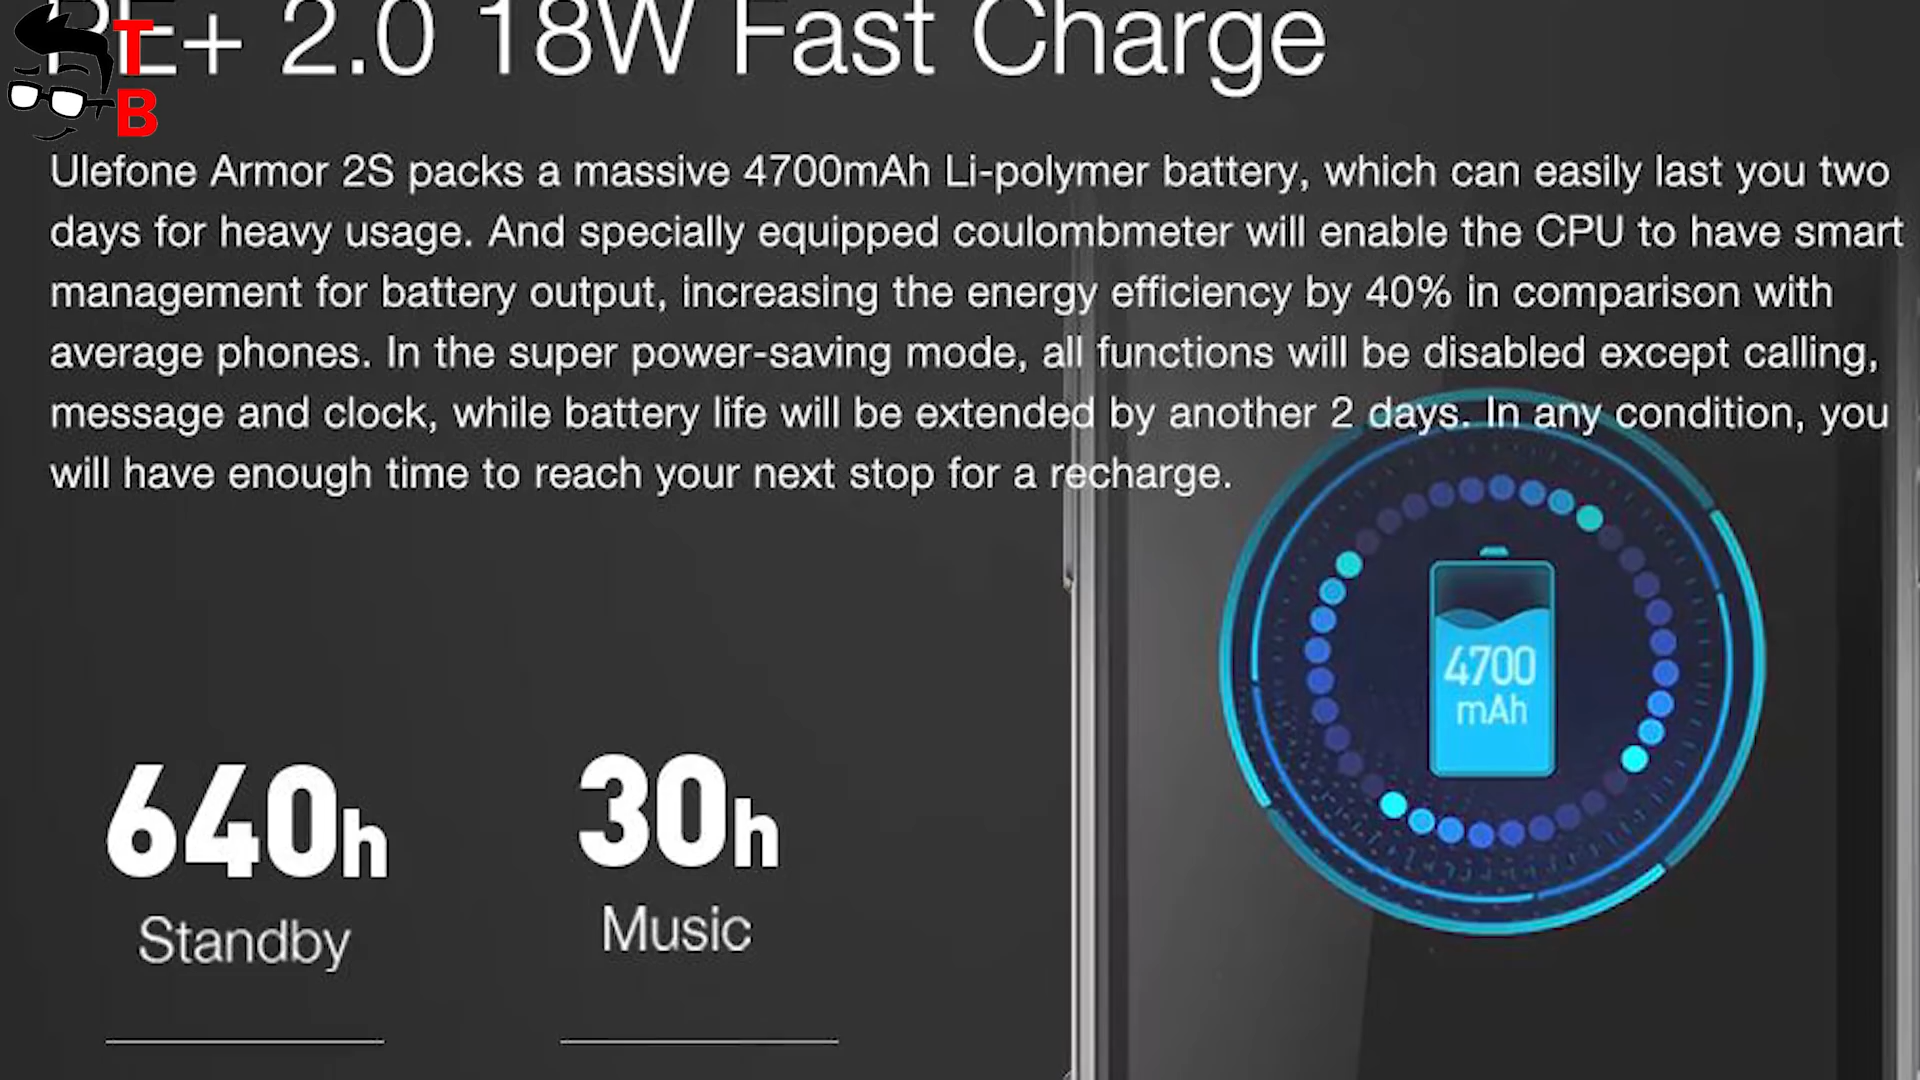 PE+ 2.0 18W Fast Charge
T
B
Ulefone Armor 2S packs a massive 4700mAh Li-polymer battery, which can easily last you two
days for heavy usage. And specially equipped coulombmeter will enable the CPU to have smart
management for battery output, increasing the energy efficiency by 40% in comparison with
average phones. In the super power-saving mode, all functions will be disabled except calling,
message and clock, while battery life will be extended by another 2 days. In any condition, you
will have enough time to reach your next stop for a recharge.
4700
mAh
640h
Standby
30h
Music